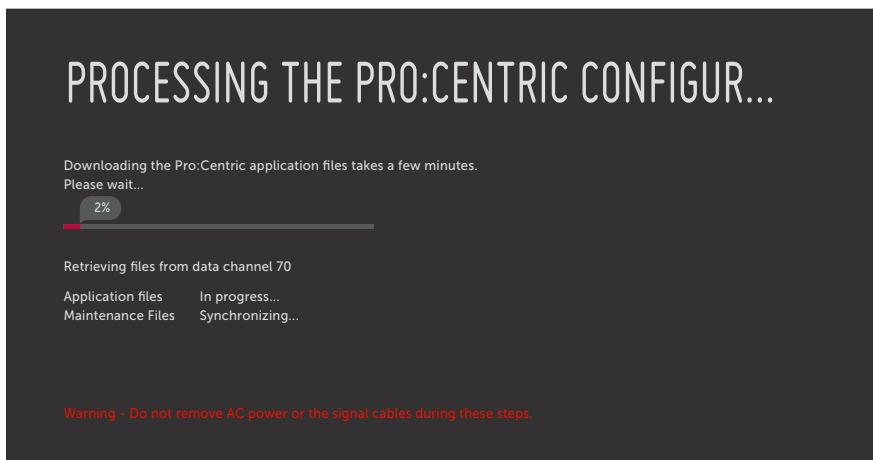 PROCESSING THE PRO:CENTRIC CONFIGUR...
Downloading the Pro:Centric application files takes a few minutes.
Please wait...
2%
Retrieving files from data channel 70
Application files In progress...
Maintenance Files Synchronizing...
Warning - Do not remove AC power or the signal cables during these steps.